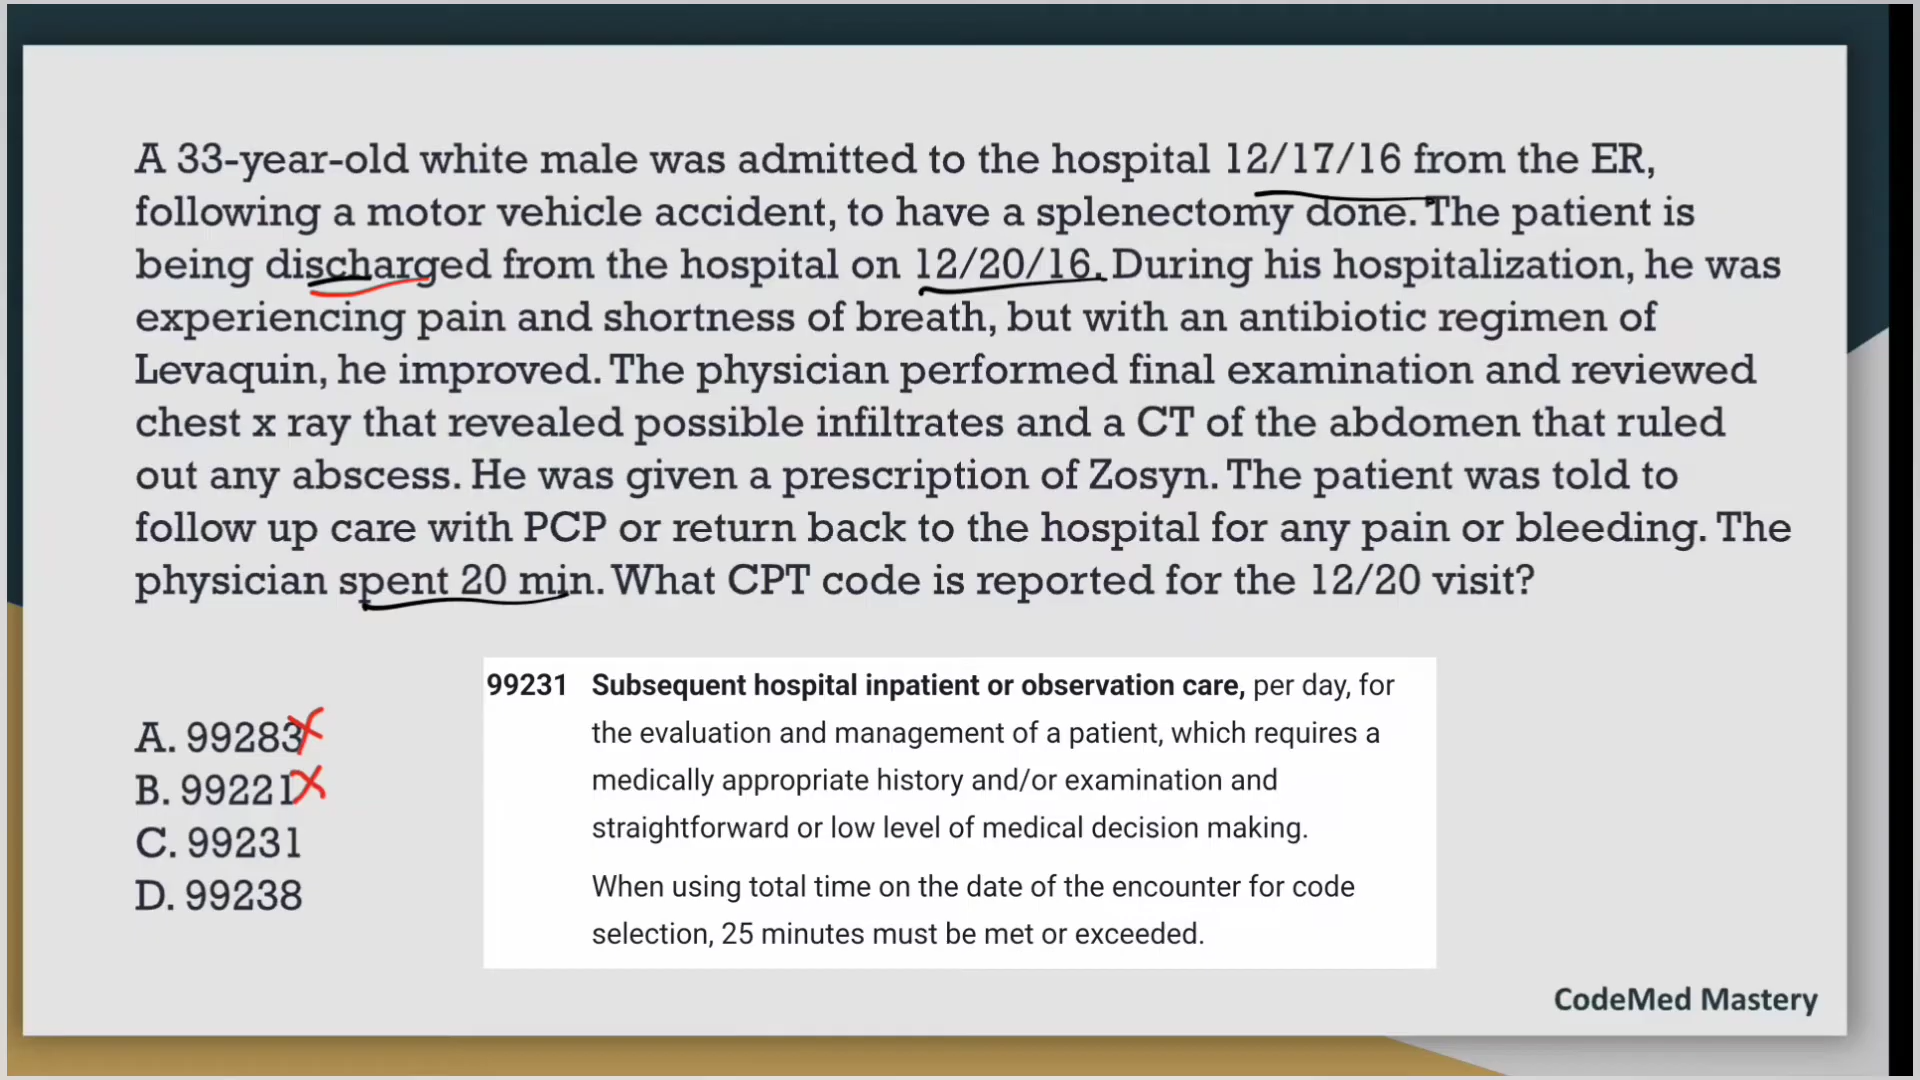 A 33-year-old white male was admitted to the hospital 12/17/16 from the ER,
following a motor vehicle accident, to have a splenectomy done. The patient is
being discharged from the hospital on 12/20/16. During his hospitalization, he was
experiencing pain and shortness of breath, but with an antibiotic regimen of
Levaquin, he improved. The physician performed final examination and reviewed
chest x ray that revealed possible infiltrates and a CT of the abdomen that ruled
out any abscess. He was given a prescription of Zosyn. The patient was told to
follow up care with PCP or return back to the hospital for any pain or bleeding. The
physician spent 20 min. What CPT code is reported for the 12/20 visit?
A. 99283
B. 99221
C. 99231
D. 99238
99231 Subsequent hospital inpatient or observation care, per day, for
the evaluation and management of a patient, which requires a
medically appropriate history and/or examination and
straightforward or low level of medical decision making.
When using total time on the date of the encounter for code
selection, 25 minutes must be met or exceeded.
CodeMed Mastery